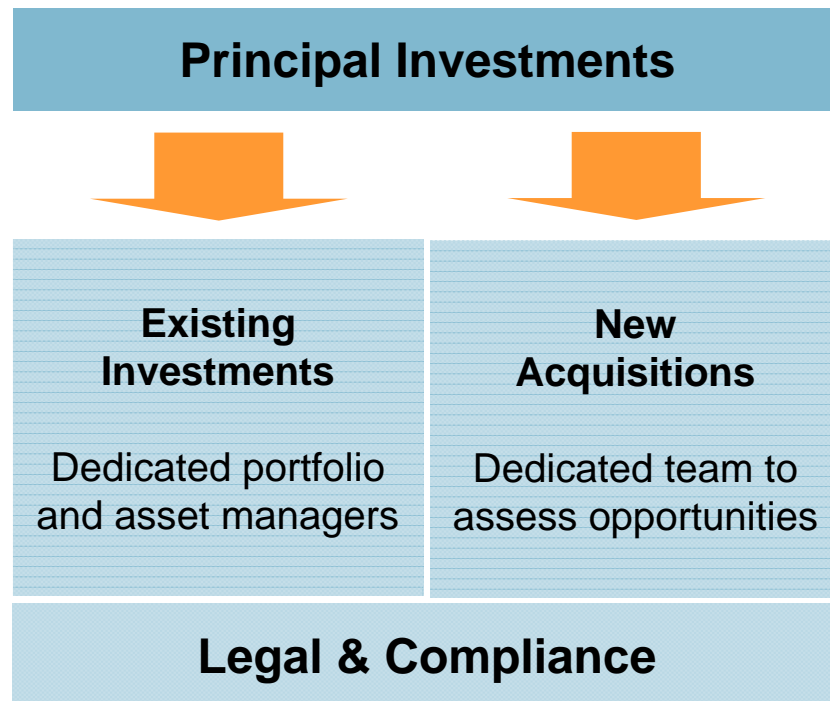 Principal Investments
Existing
Investments
Dedicated portfolio
and asset managers
New
Acquisitions
Dedicated team to
assess opportunities
Legal & Compliance